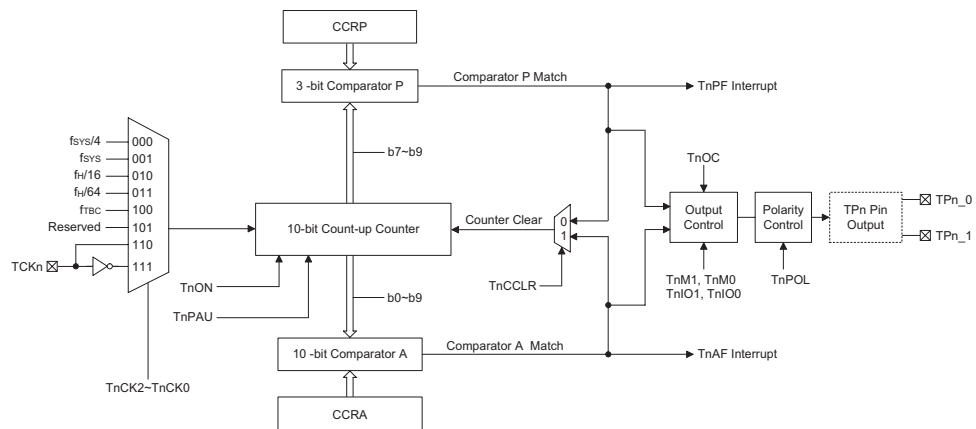 CCRP
3 -bit Comparator P
Comparator P Match
TnPF Interrupt
b7~b9
fSYS/4 000
fSYS 001
fH/16 010
fH/64 011
fTBC 100
Reserved 101
110
TCKn 111
10-bit Count-up Counter
Counter Clear
0
1
TnOC
Output Control
Polarity Control
TPn Pin Output
TPn_0
TPn_1
TnON
TnPAU
b0~b9
TnCCLR
TnM1, TnM0
TnIO1, TnIO0
TnPOL
10 -bit Comparator A
Comparator A Match
TnAF Interrupt
TnCK2~TnCK0
CCRA